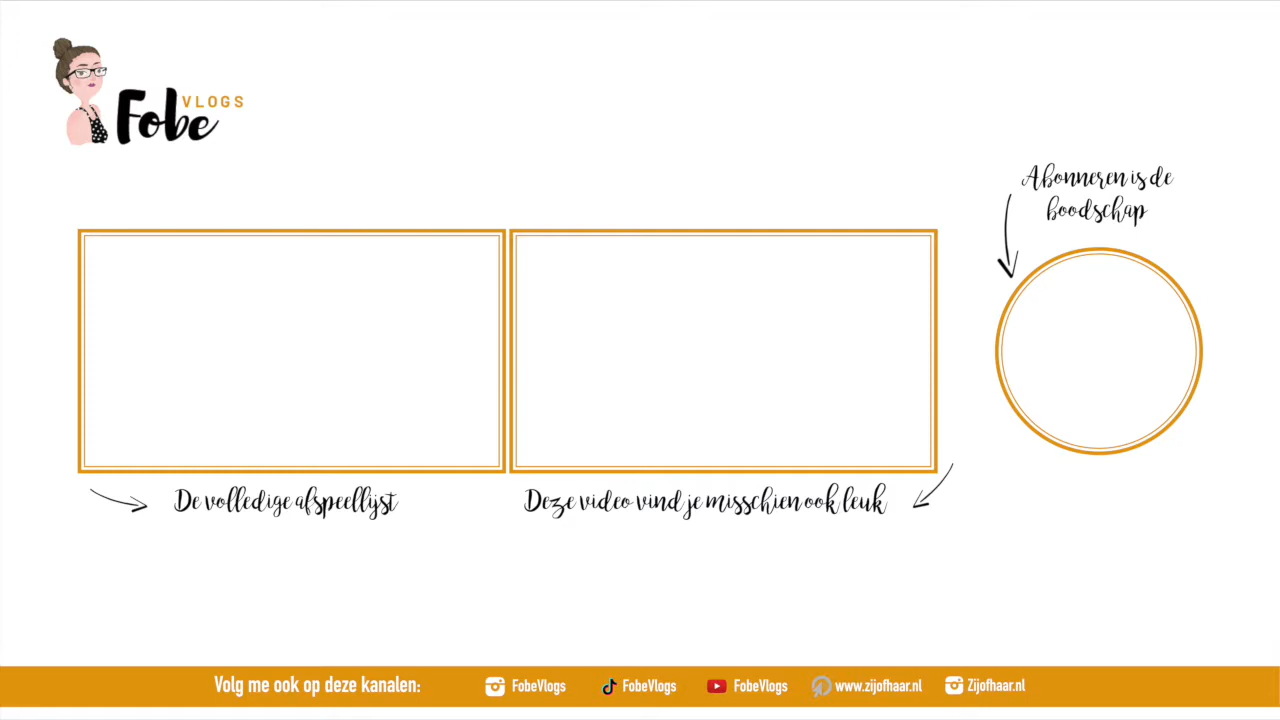 VLOGS
Fobe
Abonneren is de
boodschap
De volledige afspeellijst
Deze video vind je misschien ook leuk
Volg me ook op deze kanalen:
FobeVlogs
FobeVlogs
FobeVlogs
www.zijofhaar.nl
Zijofhaar.nl